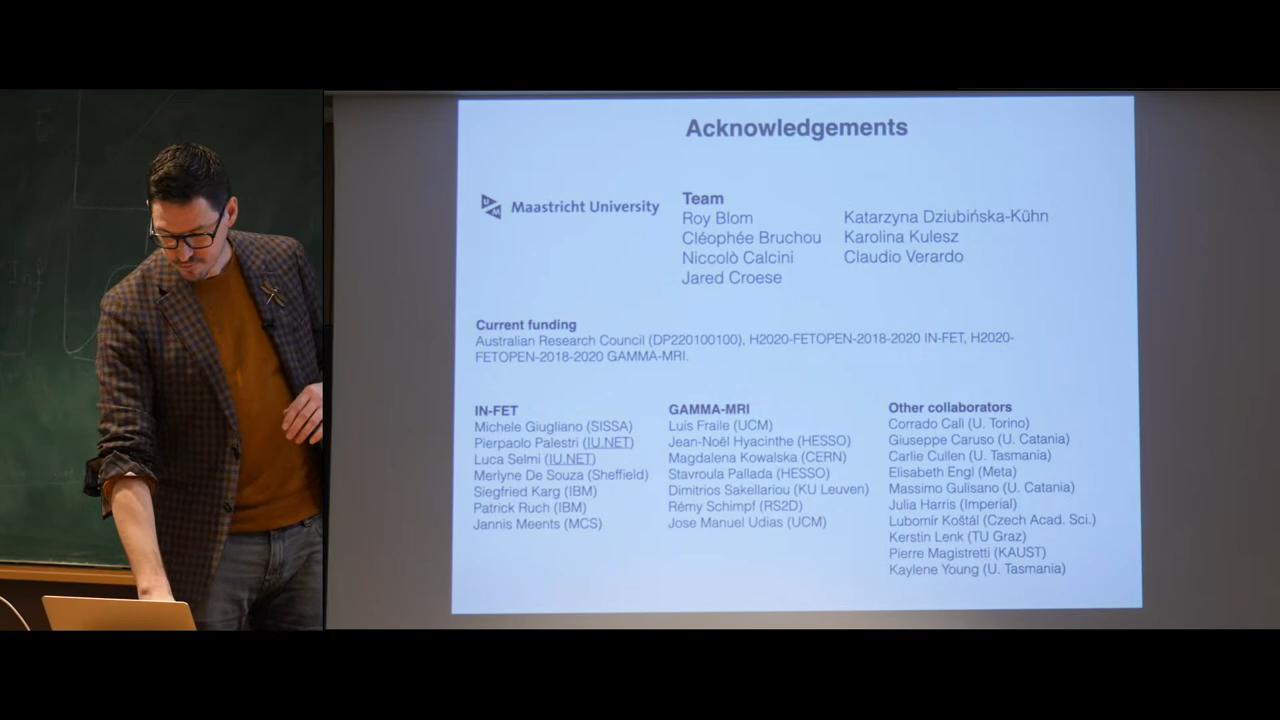 Acknowledgements
Maastricht University
Team
Roy Blom
Cléophée Bruchou
Niccolò Calcini
Jared Croese
Katarzyna Dziubińska-Kühn
Karolina Kulesz
Claudio Verardo
Current funding
Australian Research Council (DP220100100), H2020-FETOPEN-2018-2020 IN-FET, H2020-
FETOPEN-2018-2020 GAMMA-MRI.
IN-FET
Michele Giugliano (SISSA)
Pierpaolo Palestri (IU.NET)
Luca Selmi (IU.NET)
Merlyne De Souza (Sheffield)
Siegfried Karg (IBM)
Patrick Ruch (IBM)
Jannis Meents (MCS)
GAMMA-MRI
Luis Fraile (UCM)
Jean-Noël Hyacinthe (HESSO)
Magdalena Kowalska (CERN)
Stavroula Pallada (HESSO)
Dimitrios Sakellariou (KU Leuven)
Rémy Schimpf (RS2D)
Jose Manuel Udias (UCM)
Other collaborators
Corrado Calì (U. Torino)
Giuseppe Caruso (U. Catania)
Carlie Cullen (U. Tasmania)
Elisabeth Engl (Meta)
Massimo Gulisano (U. Catania)
Julia Harris (Imperial)
Lubomír Koštál (Czech Acad. Sci.)
Kerstin Lenk (TU Graz)
Pierre Magistretti (KAUST)
Kaylene Young (U. Tasmania)